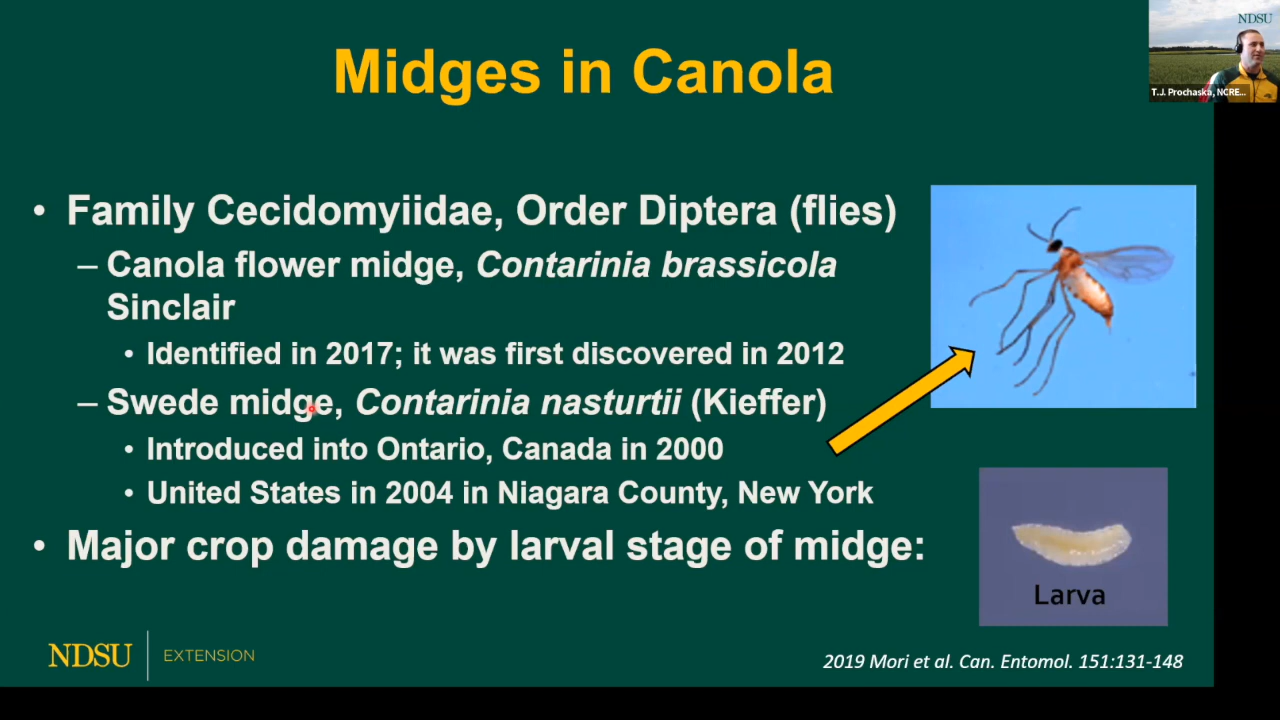 Midges in Canola
NDSU
T.J. Prochaska, NCRE...
• Family Cecidomyiidae, Order Diptera (flies)
– Canola flower midge, Contarinia brassicola
Sinclair
• Identified in 2017; it was first discovered in 2012
– Swede midge, Contarinia nasturtii (Kieffer)
• Introduced into Ontario, Canada in 2000
• United States in 2004 in Niagara County, New York
• Major crop damage by larval stage of midge:
Larva
NDSU EXTENSION
2019 Mori et al. Can. Entomol. 151:131-148